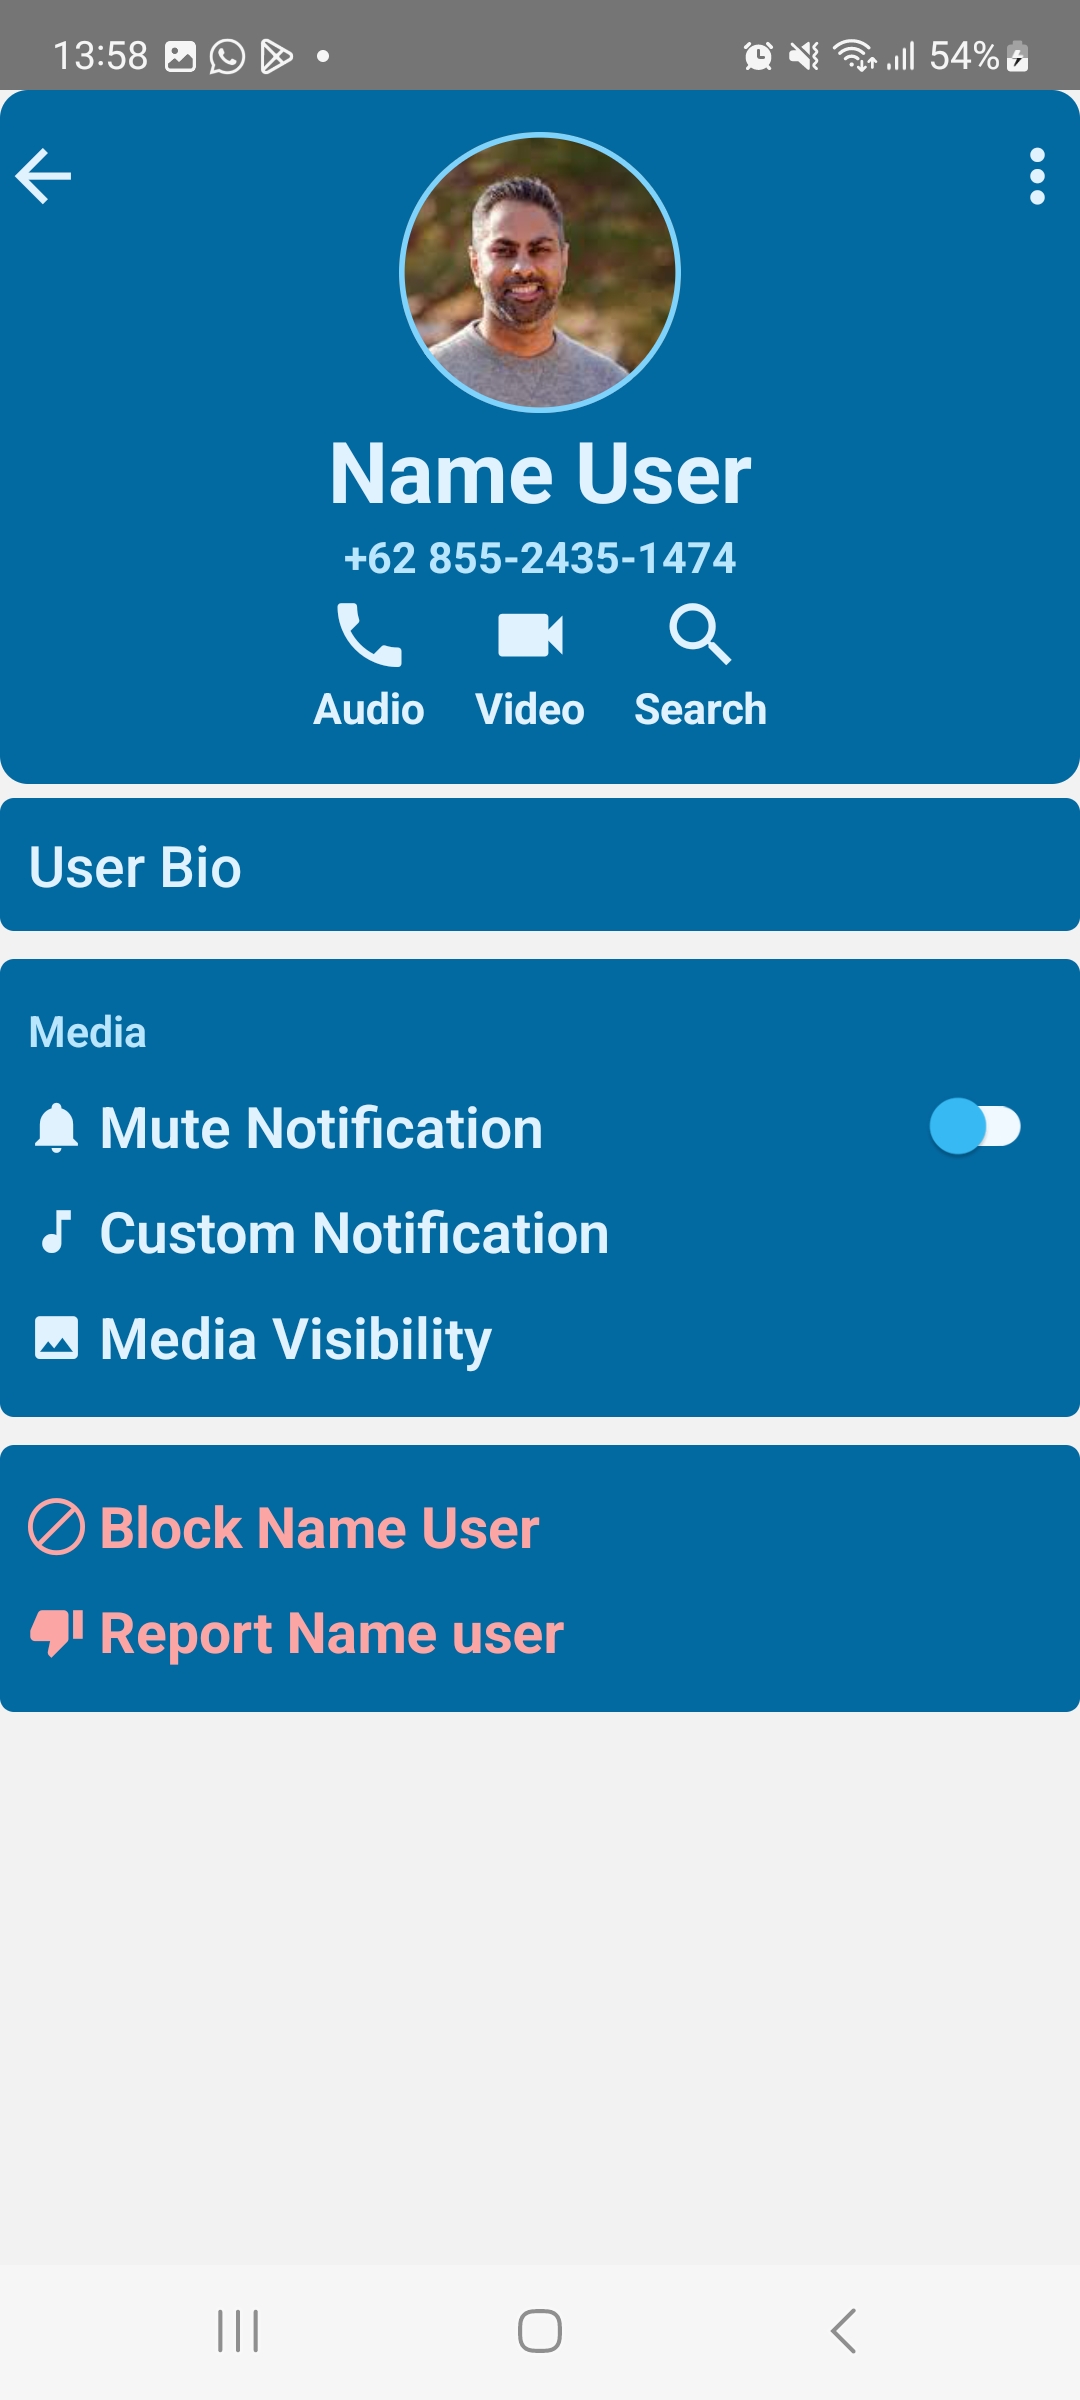 13:58
54%
Name User
+62 855-2435-1474
Audio Video Search
User Bio
Media
Mute Notification
Custom Notification
Media Visibility
Block Name User
Report Name user